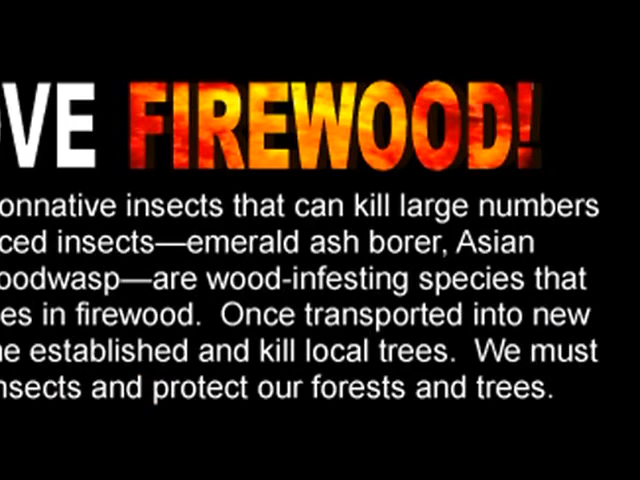 VE FIREWOOD!
onnative insects that can kill large numbers
ced insects—emerald ash borer, Asian
oodwasp—are wood-infesting species that
es in firewood. Once transported into new
e established and kill local trees. We must
nsects and protect our forests and trees.